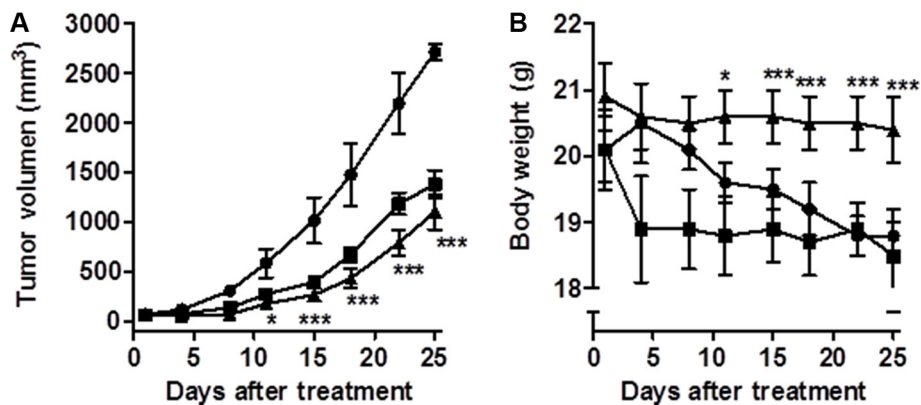 A
Tumor volumen (mm³)
3000
2500
2000
1500
1000
500
0
* *** *** *** ***
0 5 10 15 20 25
Days after treatment
B
Body weight (g)
22
21
20
19
18
* *** *** *** ***
0 5 10 15 20 25
Days after treatment